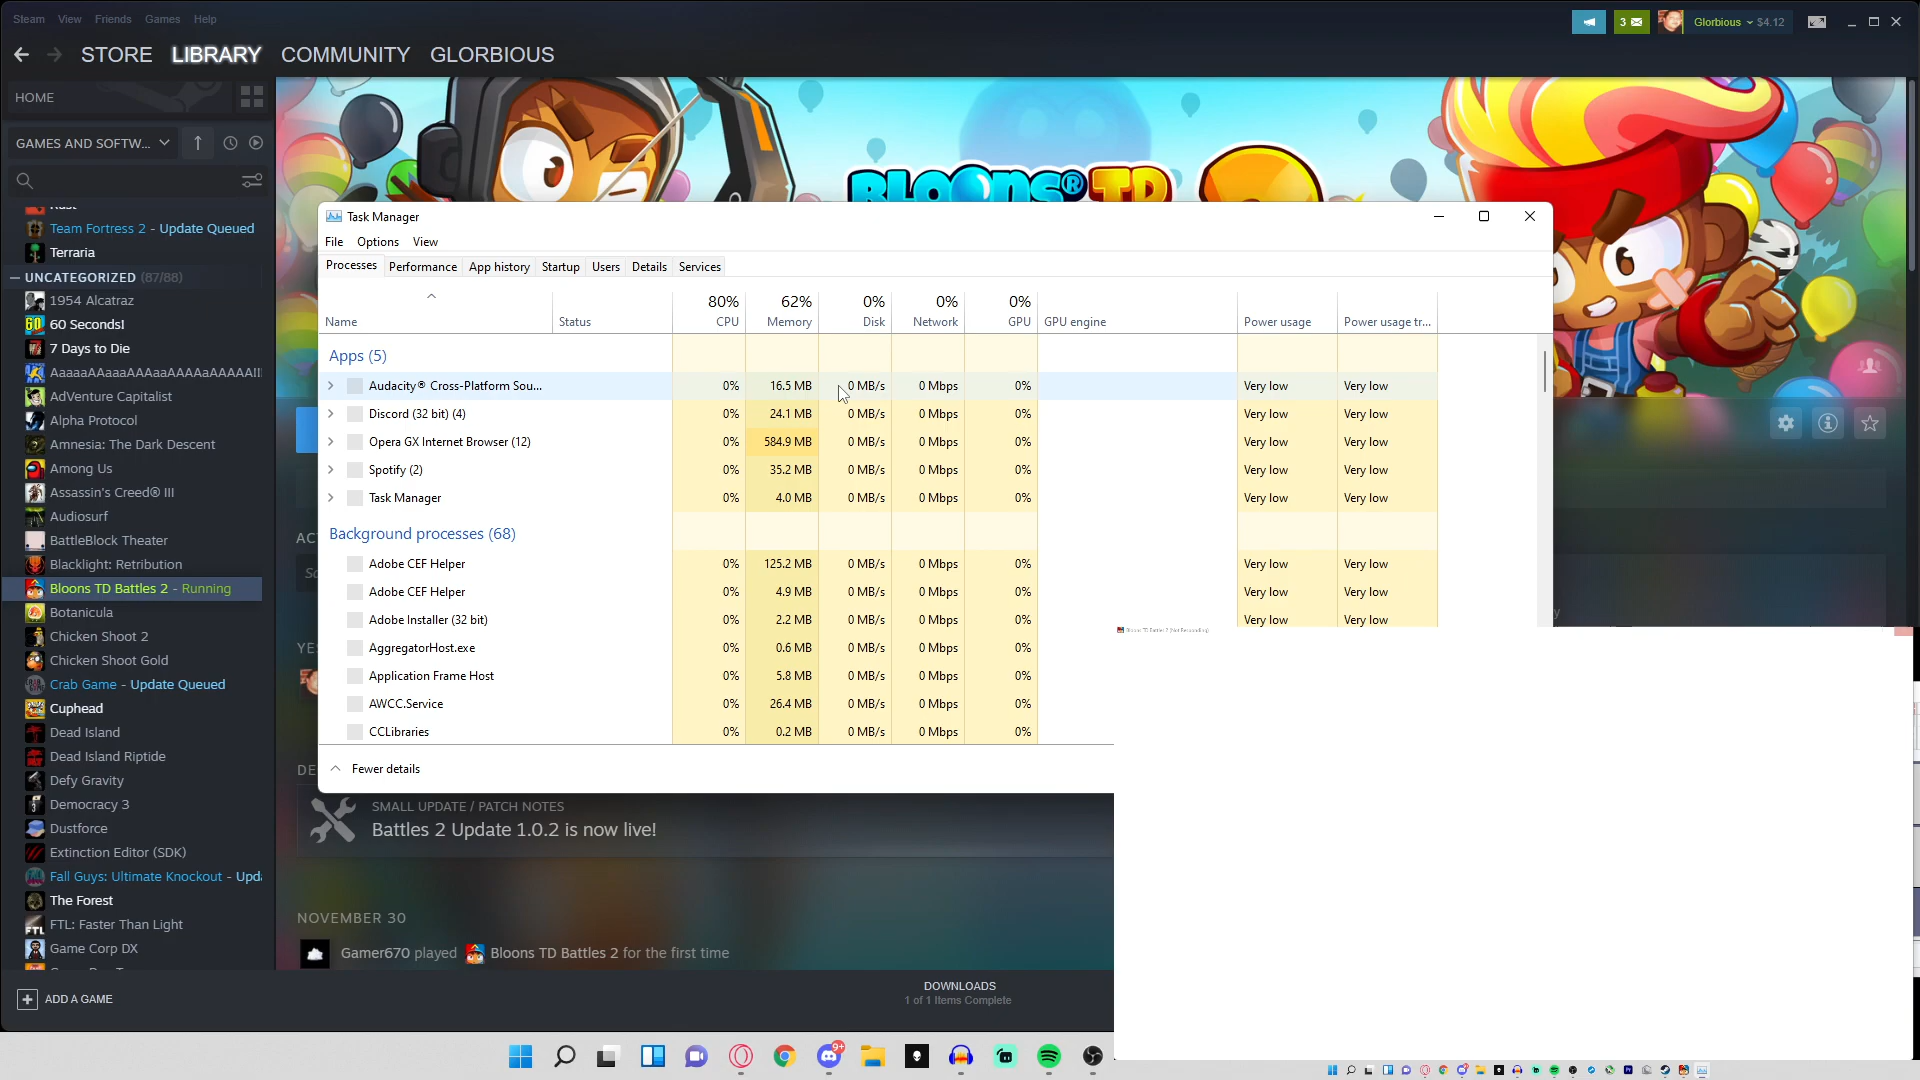 Steam View Friends Games Help
3
Glorbious $4.12
STORE LIBRARY COMMUNITY GLORBIOUS
HOME
GAMES AND SOFTW...
BLOONS® TD
Rust
Team Fortress 2 - Update Queued
Terraria
UNCATEGORIZED (87/88)
1954 Alcatraz
60 Seconds!
7 Days to Die
AdVenture Capitalist
Alpha Protocol
Amnesia: The Dark Descent
Among Us
Assassin's Creed® III
Audiosurf
BattleBlock Theater
Blacklight: Retribution
Bloons TD Battles 2 - Running
Botanicula
Chicken Shoot 2
Chicken Shoot Gold
Crab Game - Update Queued
Cuphead
Dead Island
Dead Island Riptide
Defy Gravity
Democracy 3
Dustforce
Extinction Editor (SDK)
Fall Guys: Ultimate Knockout - Upda
The Forest
FTL: Faster Than Light
Game Corp DX
ADD A GAME
Task Manager
File Options View
Processes Performance App history Startup Users Details Services
80% 62% 0% 0% 0%
Name Status CPU Memory Disk Network GPU GPU engine Power usage Power usage tr...
Apps (5)
Audacity® Cross-Platform Sou... 0% 16.5 MB 0 MB/s 0 Mbps 0% Very low Very low
Discord (32 bit) (4) 0% 24.1 MB 0 MB/s 0 Mbps 0% Very low Very low
Opera GX Internet Browser (12) 0% 584.9 MB 0 MB/s 0 Mbps 0% Very low Very low
Spotify (2) 0% 35.2 MB 0 MB/s 0 Mbps 0% Very low Very low
Task Manager 0% 4.0 MB 0 MB/s 0 Mbps 0% Very low Very low
Background processes (68)
Adobe CEF Helper 0% 125.2 MB 0 MB/s 0 Mbps 0% Very low Very low
Adobe CEF Helper 0% 4.9 MB 0 MB/s 0 Mbps 0% Very low Very low
Adobe Installer (32 bit) 0% 2.2 MB 0 MB/s 0 Mbps 0% Very low Very low
AggregatorHost.exe 0% 0.6 MB 0 MB/s 0 Mbps 0%
Application Frame Host 0% 5.8 MB 0 MB/s 0 Mbps 0%
AWCC.Service 0% 26.4 MB 0 MB/s 0 Mbps 0%
CCLibraries 0% 0.2 MB 0 MB/s 0 Mbps 0%
Fewer details
Bloons TD Battles 2 (Not Responding)
SMALL UPDATE / PATCH NOTES
Battles 2 Update 1.0.2 is now live!
NOVEMBER 30
Gamer670 played Bloons TD Battles 2 for the first time
DOWNLOADS
1 of 1 Items Complete
9+